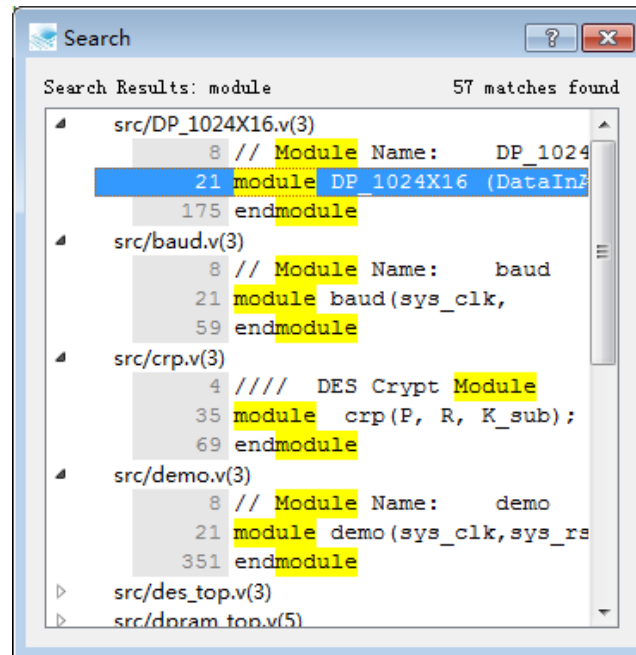 Search
Search Results: module 57 matches found
src/DP_1024X16.v(3)
8 // Module Name: DP_1024
21 module DP_1024X16 (DataInA
175 endmodule
src/baud.v(3)
8 // Module Name: baud
21 module baud(sys_clk,
59 endmodule
src/crp.v(3)
4 //// DES Crypt Module
35 module crp(P, R, K_sub);
69 endmodule
src/demo.v(3)
8 // Module Name: demo
21 module demo(sys_clk,sys_rs
351 endmodule
src/des_top.v(3)
src/dpram_top.v(5)